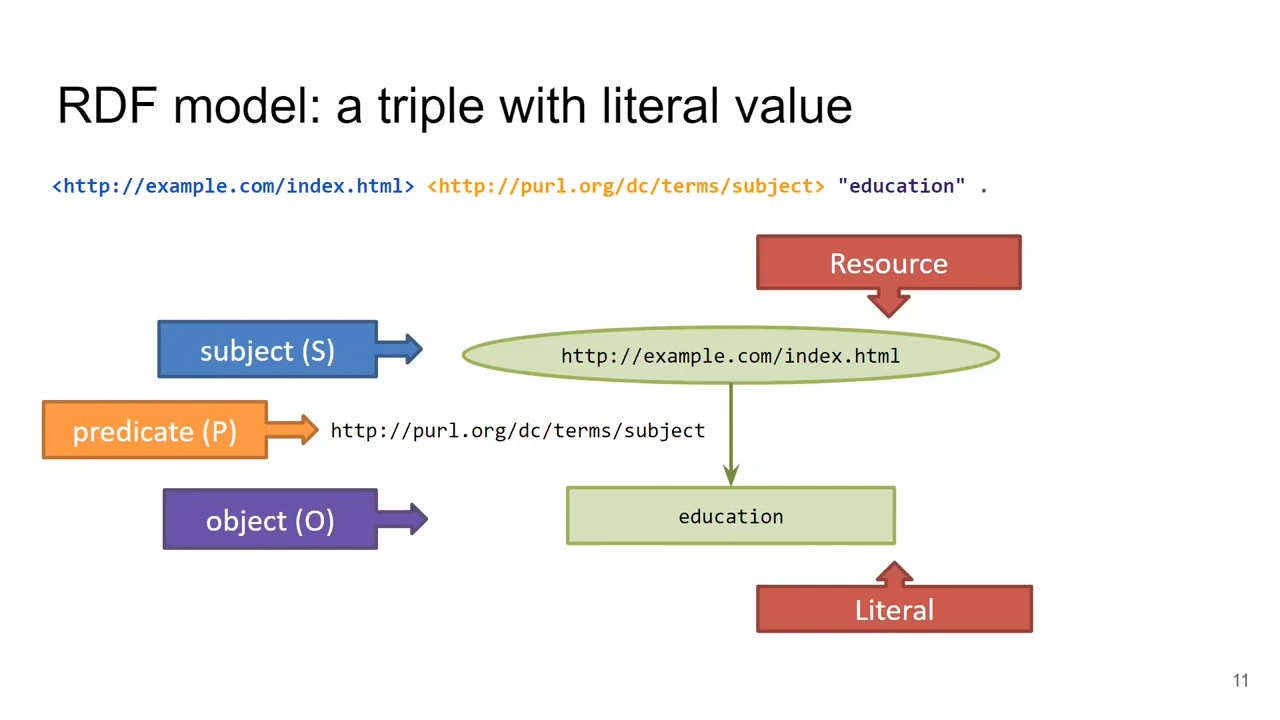 RDF model: a triple with literal value
<http://example.com/index.html> <http://purl.org/dc/terms/subject> "education" .
Resource
subject (S)
http://example.com/index.html
predicate (P)
http://purl.org/dc/terms/subject
object (O)
education
Literal
11